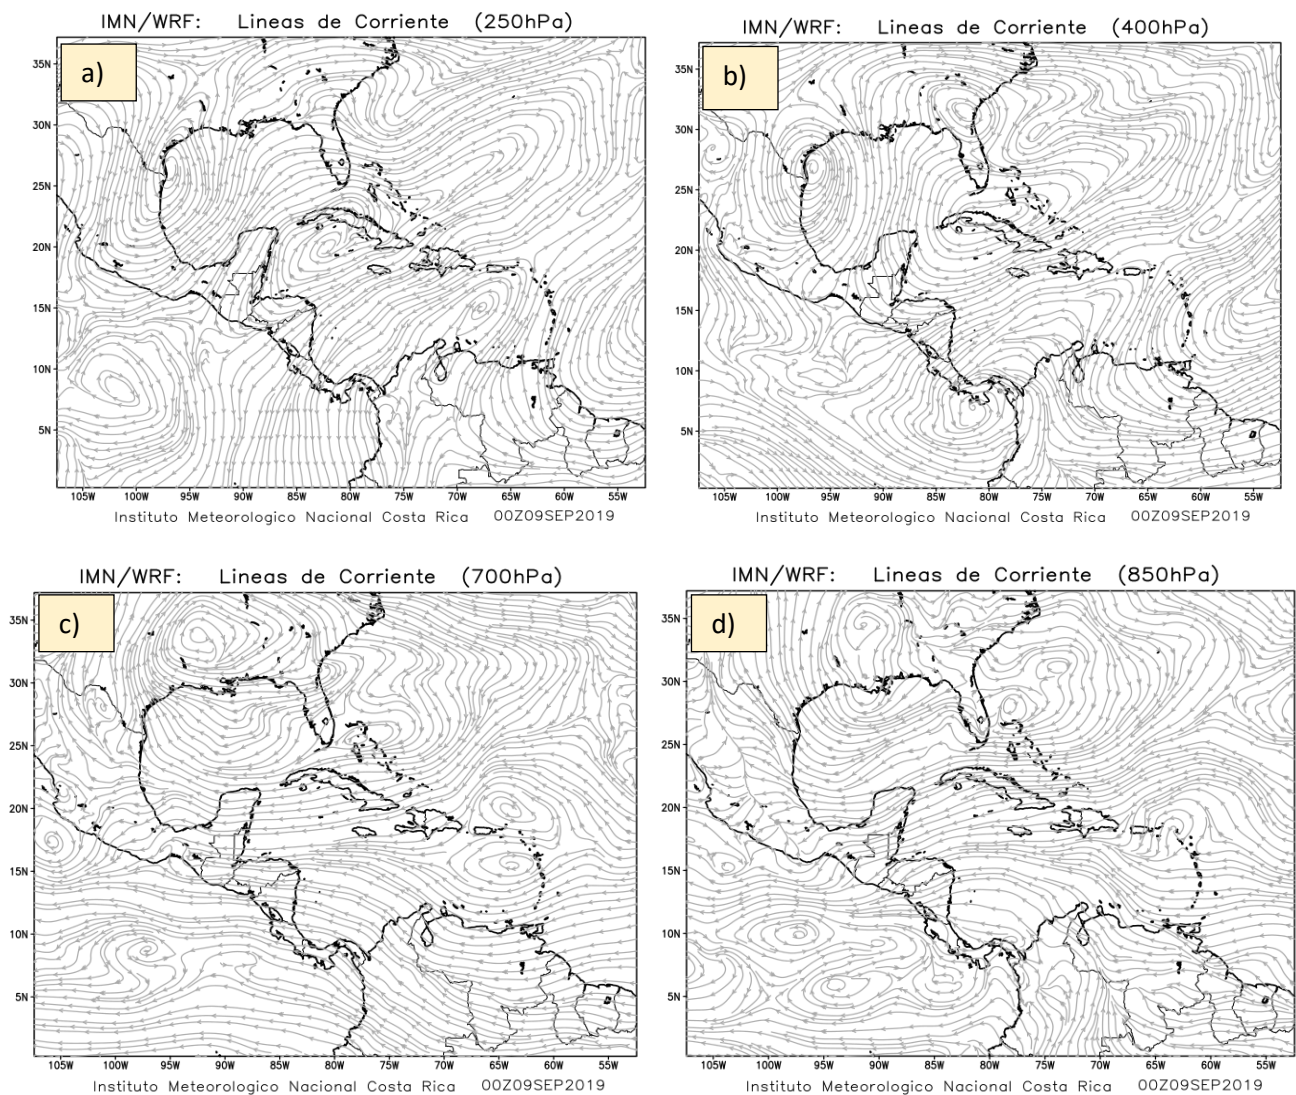 IMN/WRF: Lineas de Corriente (250hPa)
a)
35N
30N
25N
20N
15N
10N
5N
105W 100W 95W 90W 85W 80W 75W 70W 65W 60W 55W
Instituto Meteorologico Nacional Costa Rica 00Z09SEP2019
IMN/WRF: Lineas de Corriente (400hPa)
b)
35N
30N
25N
20N
15N
10N
5N
105W 100W 95W 90W 85W 80W 75W 70W 65W 60W 55W
Instituto Meteorologico Nacional Costa Rica 00Z09SEP2019
IMN/WRF: Lineas de Corriente (700hPa)
c)
35N
30N
25N
20N
15N
10N
5N
105W 100W 95W 90W 85W 80W 75W 70W 65W 60W 55W
Instituto Meteorologico Nacional Costa Rica 00Z09SEP2019
IMN/WRF: Lineas de Corriente (850hPa)
d)
35N
30N
25N
20N
15N
10N
5N
105W 100W 95W 90W 85W 80W 75W 70W 65W 60W 55W
Instituto Meteorologico Nacional Costa Rica 00Z09SEP2019